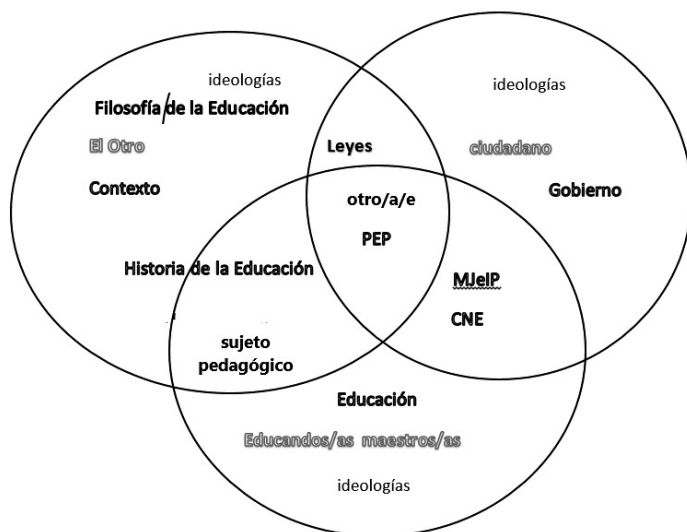 ideologías
ideologías
Filosofía/de la Educación
El Otro
Leyes
ciudadano
Contexto
Gobierno
otro/a/e
PEP
Historia de la Educación
MJeIP
CNE
sujeto
pedagógico
Educación
Educandos/as maestros/as
ideologías